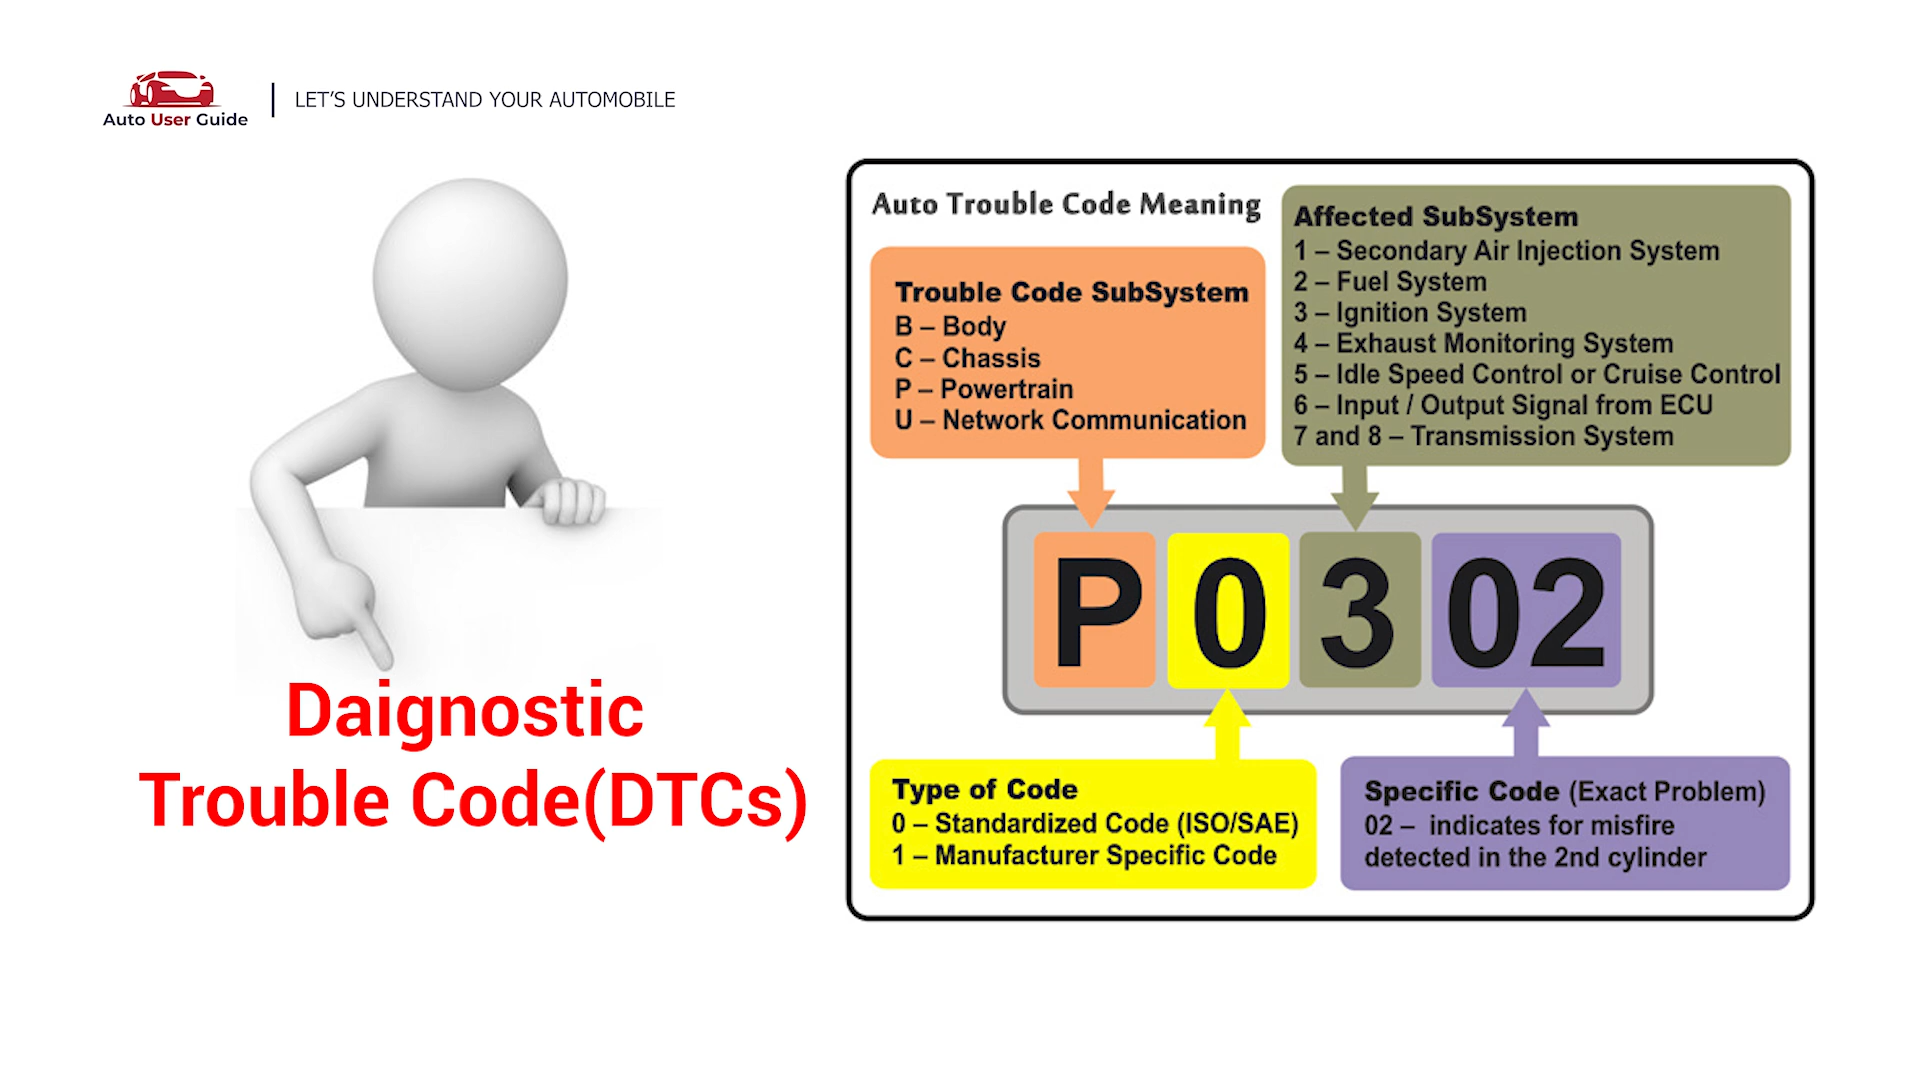 Auto User Guide
LET'S UNDERSTAND YOUR AUTOMOBILE
Daignostic
Trouble Code(DTCs)
Auto Trouble Code Meaning
Trouble Code SubSystem
B – Body
C – Chassis
P – Powertrain
U – Network Communication
Affected SubSystem
1 – Secondary Air Injection System
2 – Fuel System
3 – Ignition System
4 – Exhaust Monitoring System
5 – Idle Speed Control or Cruise Control
6 – Input / Output Signal from ECU
7 and 8 – Transmission System
P 0 3 02
Type of Code
0 – Standardized Code (ISO/SAE)
1 – Manufacturer Specific Code
Specific Code (Exact Problem)
02 – indicates for misfire
detected in the 2nd cylinder